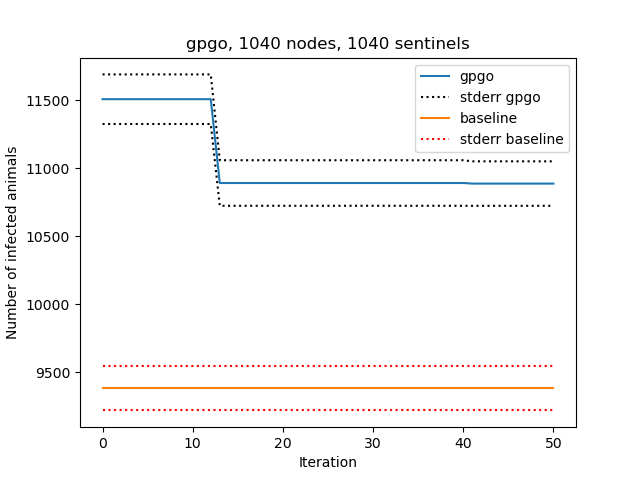 gpgo, 1040 nodes, 1040 sentinels
gpgo
stderr gpgo
baseline
stderr baseline
Number of infected animals
11500
11000
10500
10000
9500
0 10 20 30 40 50
Iteration